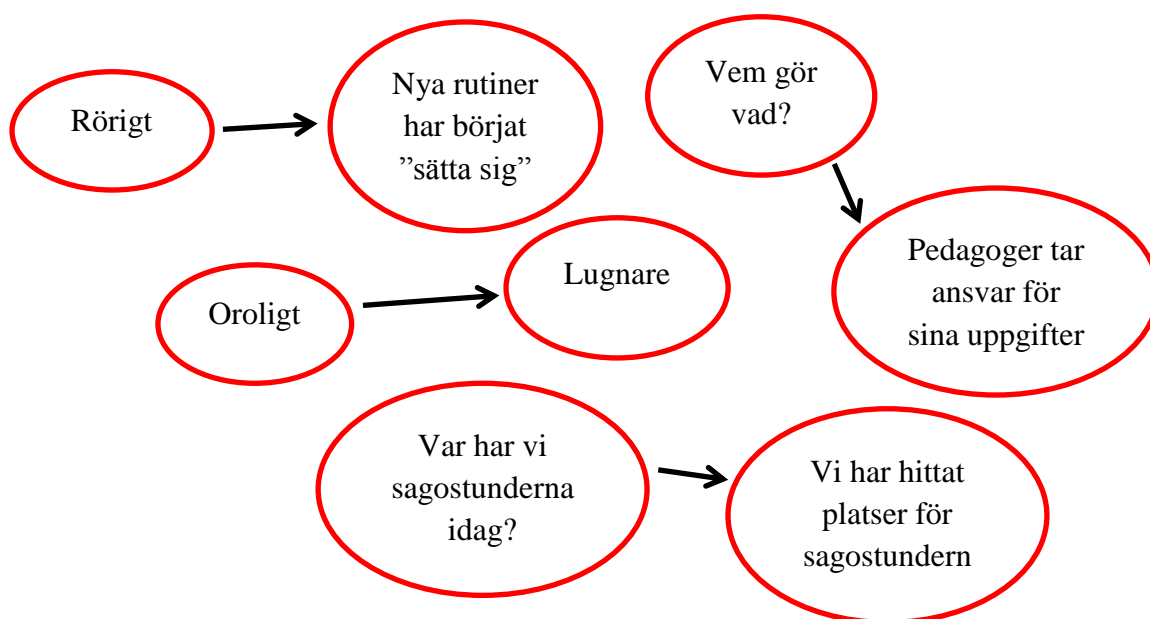 Rörigt
Nya rutiner
har börjat
”sätta sig”
Vem gör
vad?
Oroligt
Lugnare
Pedagoger tar
ansvar för
sina uppgifter
Var har vi
sagostunderna
idag?
Vi har hittat
platser för
sagostundern